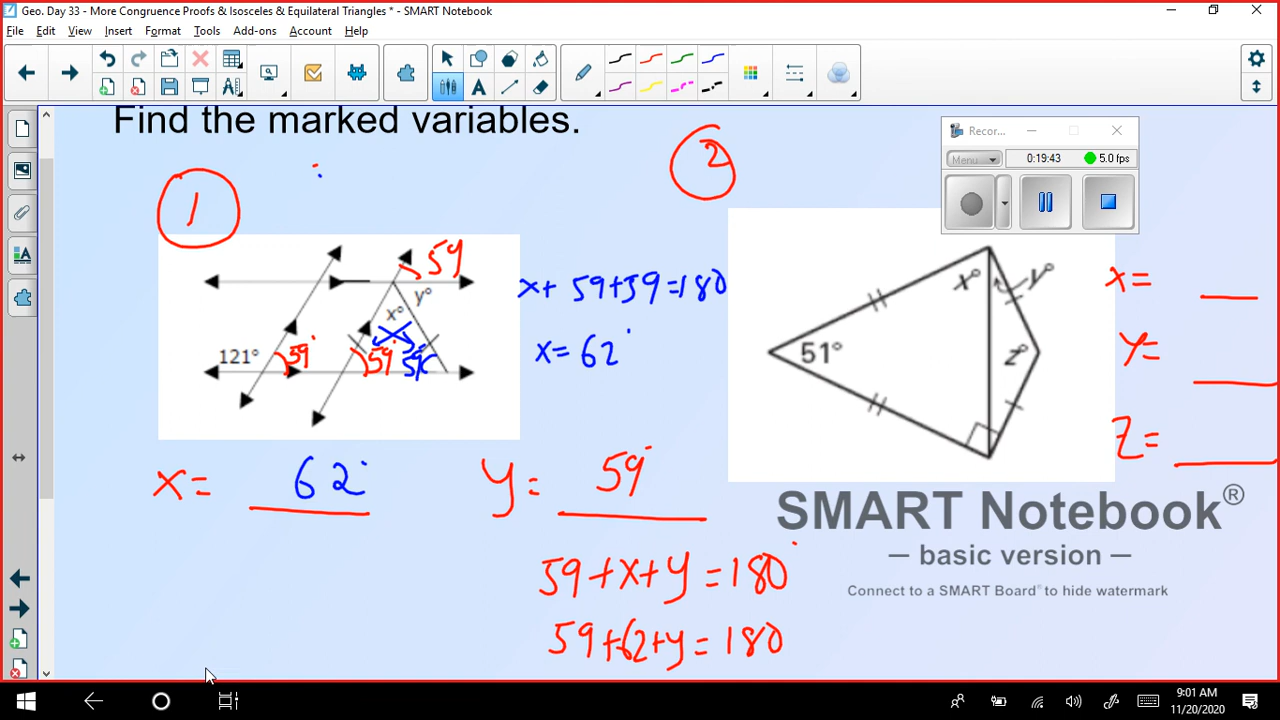 Geo. Day 33 - More Congruence Proofs & Isosceles & Equilateral Triangles * - SMART Notebook
File Edit View Insert Format Tools Add-ons Account Help
Find the marked variables.
Recor...
Menu
0:19:43
5.0 fps
1
2
59
y°
x°
121°
59°
59°
59
x + 59+59=180
x= 62°
x°
y°
51°
z°
x=
y=
z=
x= 62°
y= 59°
59+x+y=180°
59+62+y=180
SMART Notebook®
— basic version —
Connect to a SMART Board® to hide watermark
9:01 AM
11/20/2020